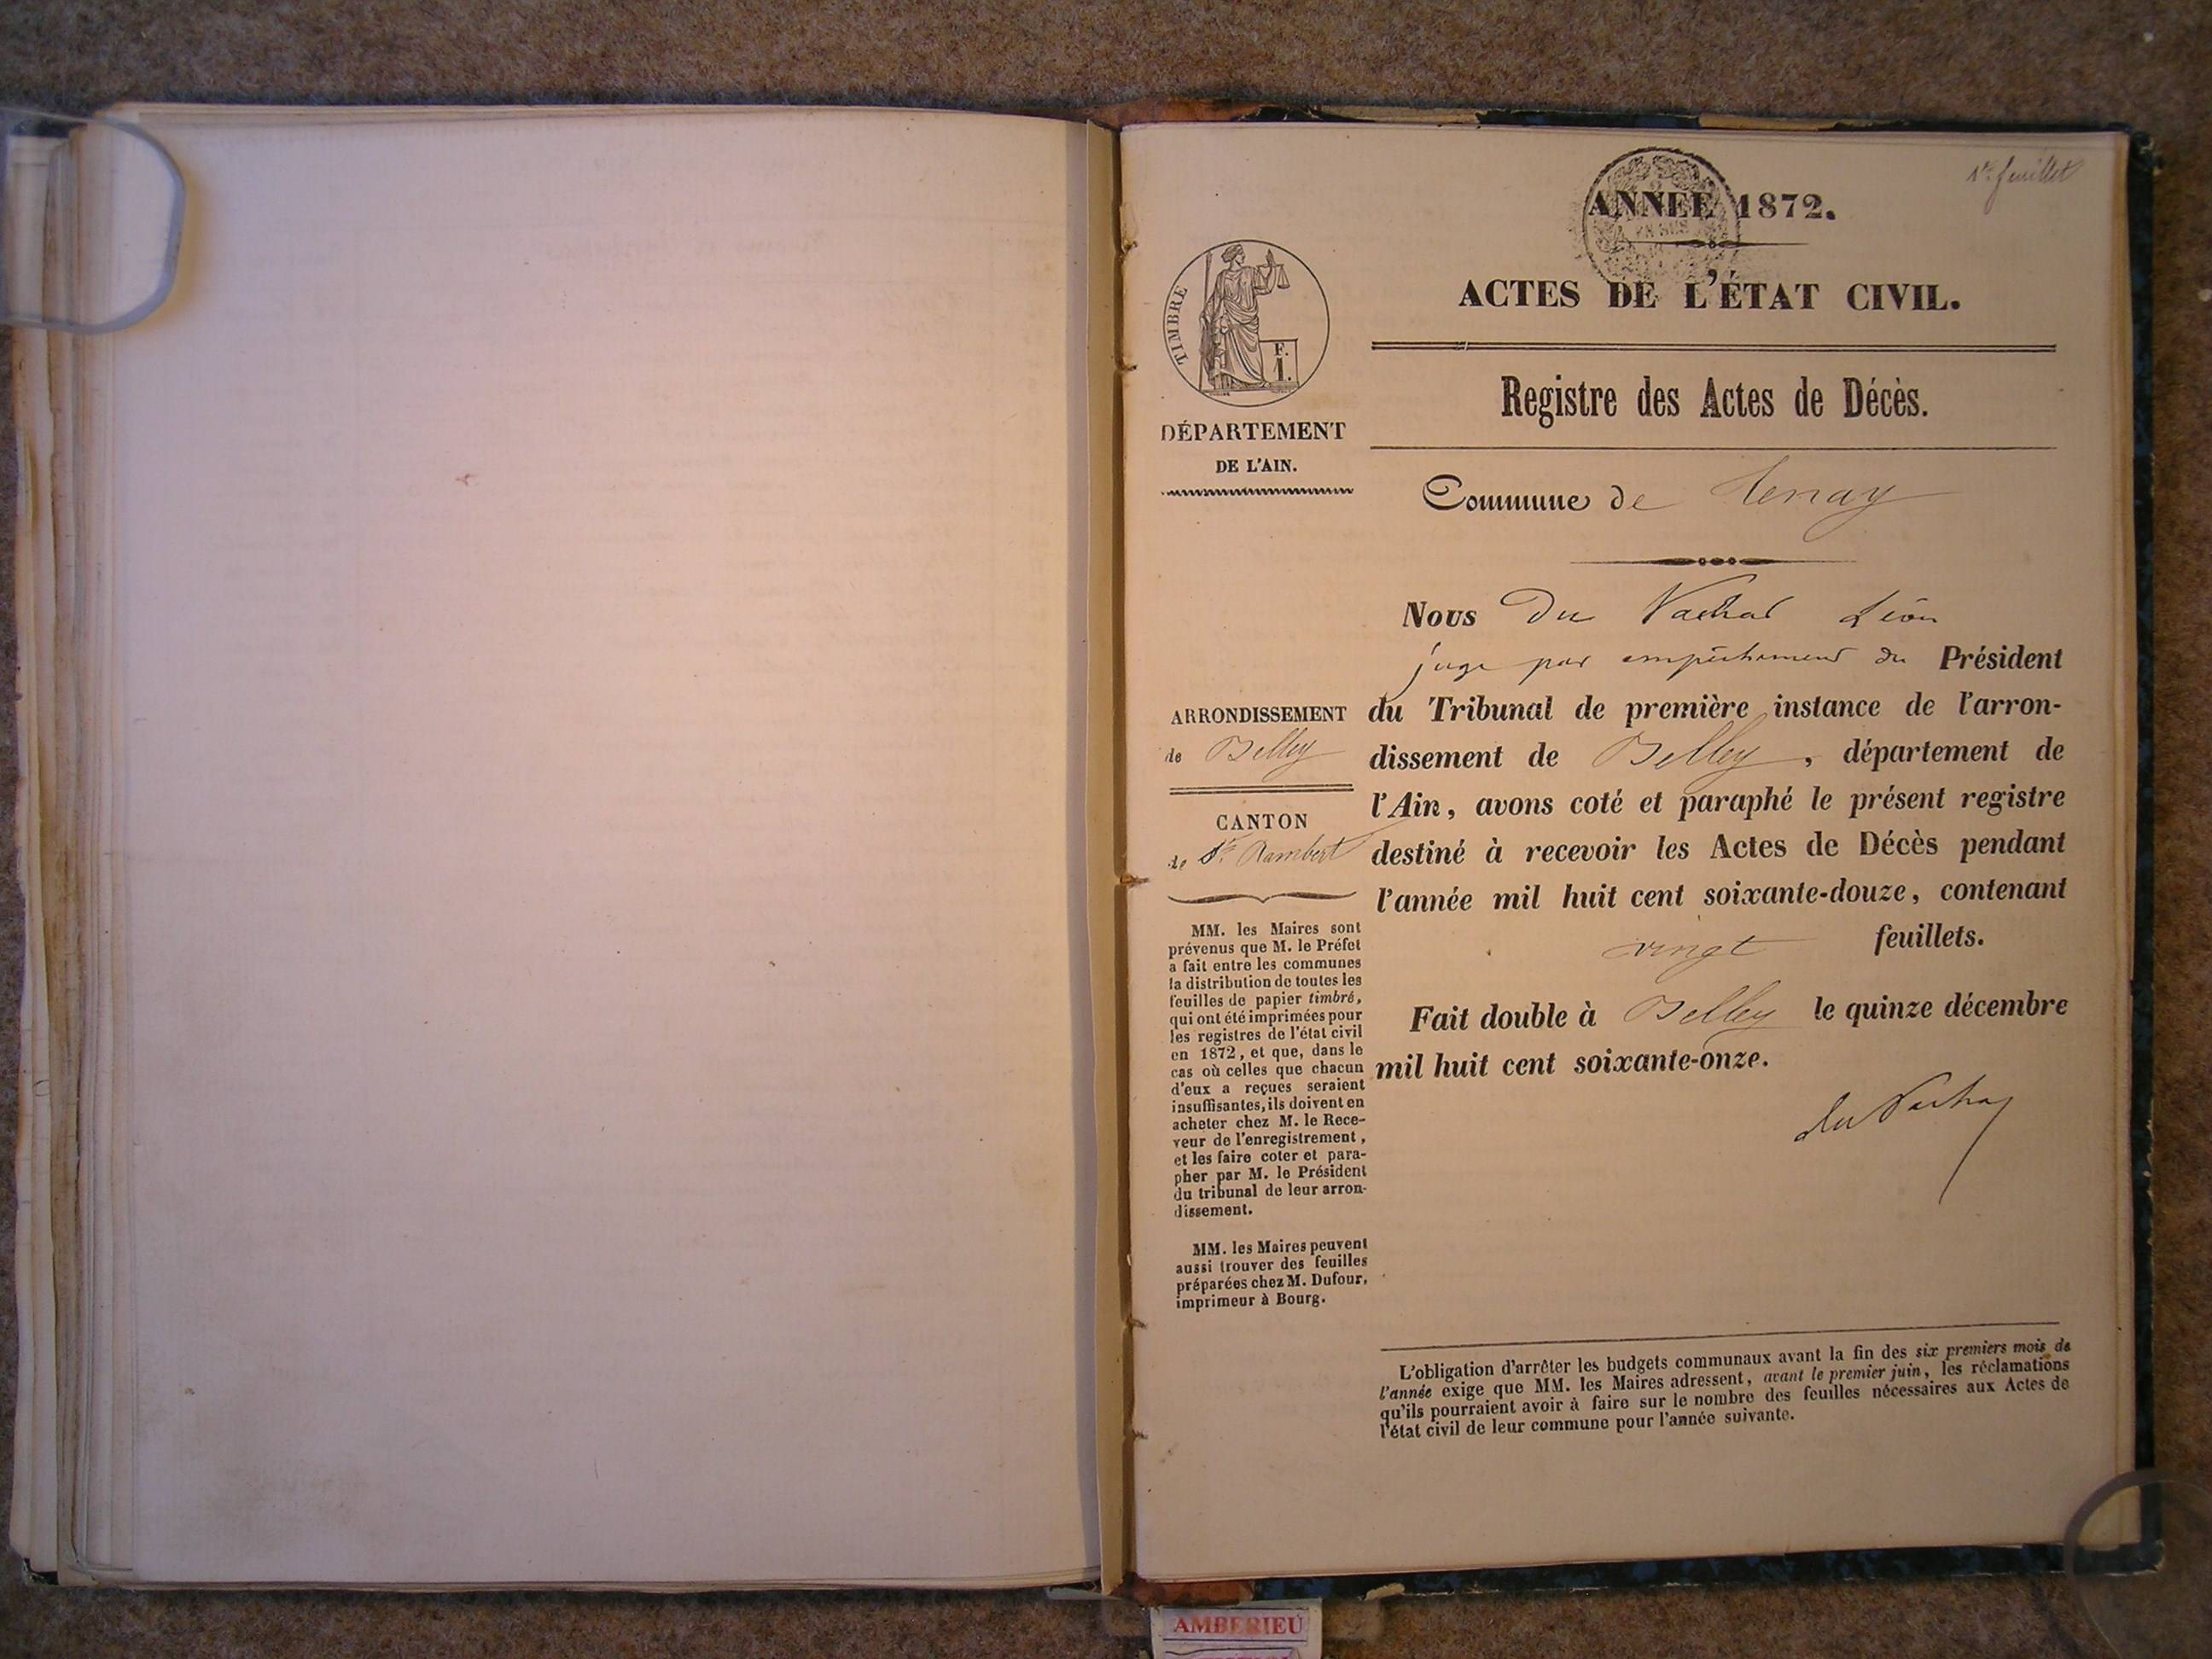 1er feuillet
ANNÉE 1872.
ACTES DE L'ÉTAT CIVIL.
Registre des Actes de Décès.
Commune de Tenay
TIMBRE
F.
1.
DÉPARTEMENT
DE L'AIN.
ARRONDISSEMENT
de Belley
CANTON
de St Rambert
MM. les Maires sont
prévenus que M. le Préfet
a fait entre les communes
la distribution de toutes les
feuilles de papier timbré,
qui ont été imprimées pour
les registres de l'état civil
en 1872, et que, dans le
cas où celles que chacun
d'eux a reçues seraient
insuffisantes, ils doivent en
acheter chez M. le Rece-
veur de l'enregistrement,
et les faire coter et para-
pher par M. le Président
du tribunal de leur arron-
dissement.
MM. les Maires peuvent
aussi trouver des feuilles
préparées chez M. Dufour,
imprimeur à Bourg.
Nous Du Vachat Léon
juge par empêchement du Président
du Tribunal de première instance de l'arron-
dissement de Belley, département de
l'Ain, avons coté et paraphé le présent registre
destiné à recevoir les Actes de Décès pendant
l'année mil huit cent soixante-douze, contenant
vingt feuillets.
Fait double à Belley le quinze décembre
mil huit cent soixante-onze.
du Vachat
L'obligation d'arrêter les budgets communaux avant la fin des six premiers mois de
l'année exige que MM. les Maires adressent, avant le premier juin, les réclamations
qu'ils pourraient avoir à faire sur le nombre des feuilles nécessaires aux Actes de
l'état civil de leur commune pour l'année suivante.
AMBERIEU